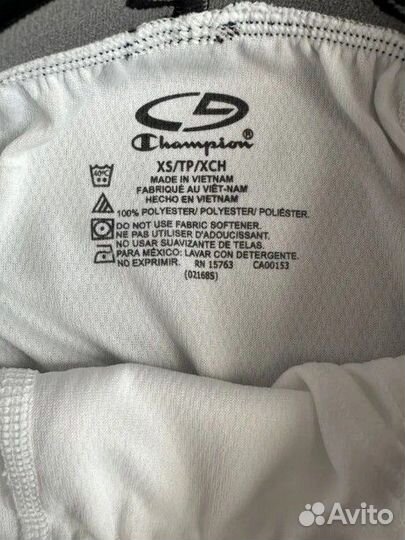 Champion®
XS/TP/XCH
MADE IN VIETNAM
FABRIQUÉ AU VIÊT-NAM
HECHO EN VIETNAM
40°C
100% POLYESTER/ POLYESTER/ POLIÉSTER.
DO NOT USE FABRIC SOFTENER.
NE PAS UTILISER D'ADOUCISSANT.
NO USAR SUAVIZANTE DE TELAS.
PARA MÉXICO: LAVAR CON DETERGENTE.
NO EXPRIMIR. RN 15763 CA00153
(0216BS)
Avito